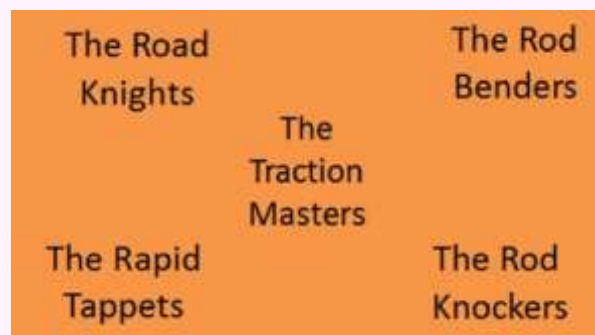 The Road
Knights
The Rod
Benders
The
Traction
Masters
The Rapid
Tappets
The Rod
Knockers